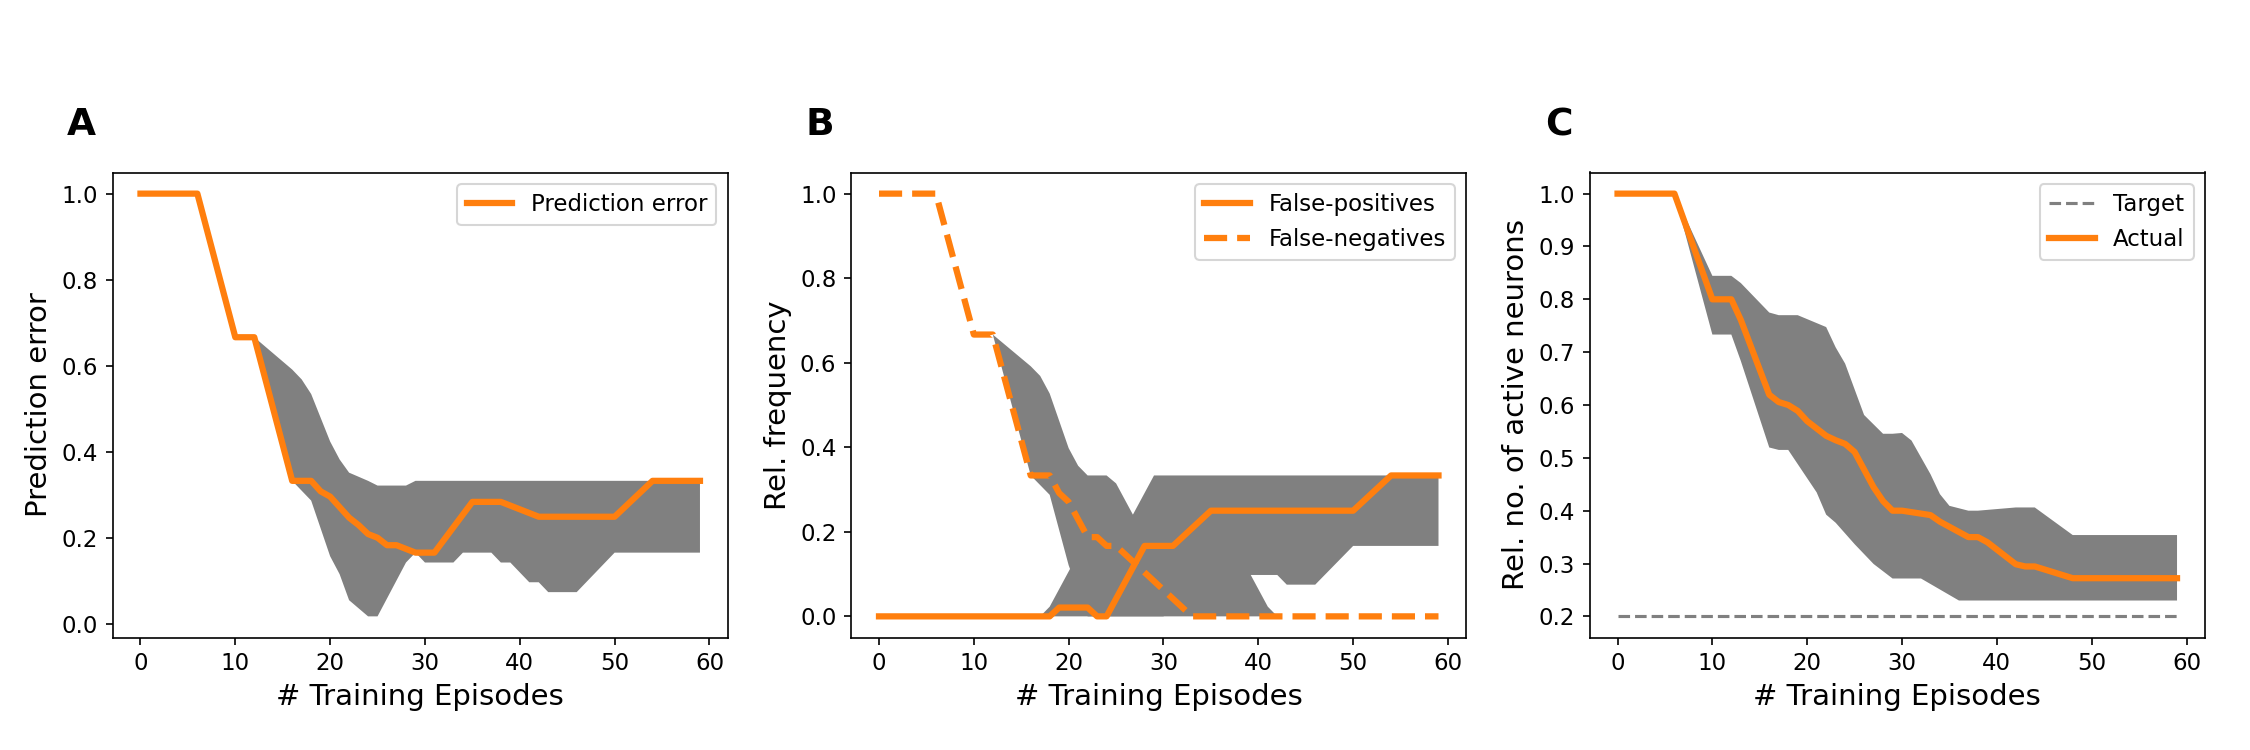 A
B
C
Prediction error
1.0
0.8
0.6
0.4
0.2
0.0
Prediction error
0 10 20 30 40 50 60
# Training Episodes
Rel. frequency
1.0
0.8
0.6
0.4
0.2
0.0
False-positives
False-negatives
0 10 20 30 40 50 60
# Training Episodes
Rel. no. of active neurons
1.0
0.9
0.8
0.7
0.6
0.5
0.4
0.3
0.2
Target
Actual
0 10 20 30 40 50 60
# Training Episodes